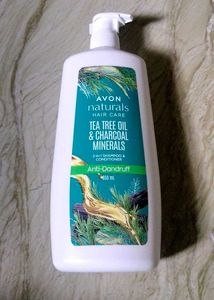 AVON
naturals
HAIR CARE
TEA TREE OIL
& CHARCOAL
MINERALS
2-IN-1 SHAMPOO &
CONDITIONER
Anti-Dandruff